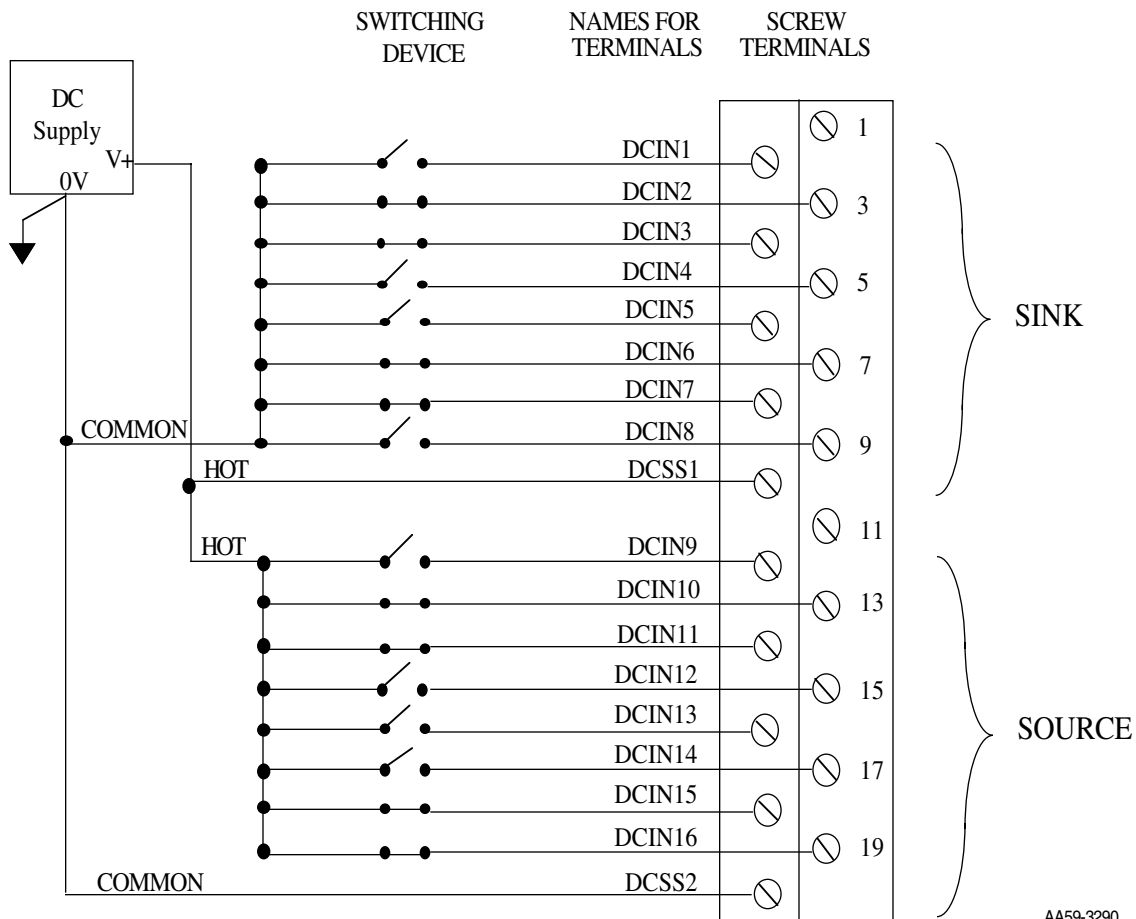 SWITCHING DEVICE
NAMES FOR TERMINALS
SCREW TERMINALS
DC Supply
V+
0V
1
DCIN1
DCIN2
3
DCIN3
DCIN4
5
DCIN5
SINK
DCIN6
7
DCIN7
COMMON
DCIN8
9
HOT
DCSS1
11
HOT
DCIN9
DCIN10
13
DCIN11
DCIN12
15
DCIN13
SOURCE
DCIN14
17
DCIN15
DCIN16
19
COMMON
DCSS2
AA59-3290